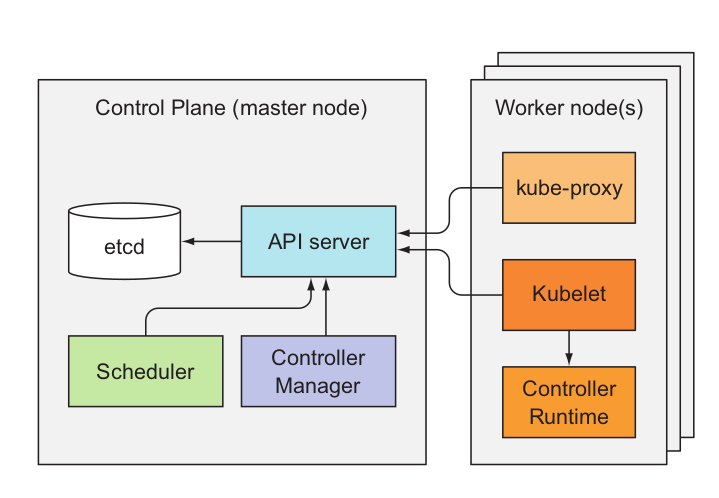 Control Plane (master node)
etcd
API server
Scheduler
Controller
Manager
Worker node(s)
kube-proxy
Kubelet
Controller
Runtime